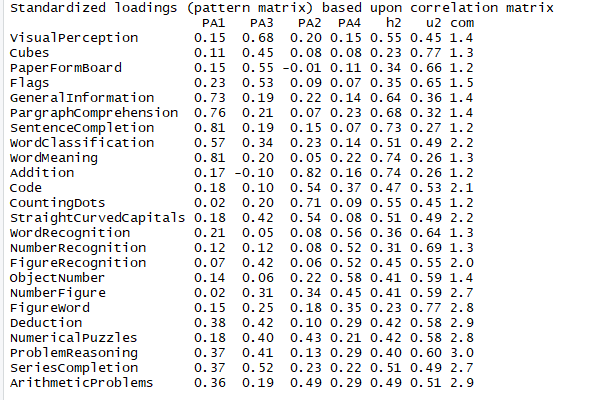 Standardized loadings (pattern matrix) based upon correlation matrix
PA1 PA3 PA2 PA4 h2 u2 com
VisualPerception 0.15 0.68 0.20 0.15 0.55 0.45 1.4
Cubes 0.11 0.45 0.08 0.08 0.23 0.77 1.3
PaperFormBoard 0.15 0.55 -0.01 0.11 0.34 0.66 1.2
Flags 0.23 0.53 0.09 0.07 0.35 0.65 1.5
GeneralInformation 0.73 0.19 0.22 0.14 0.64 0.36 1.4
PargraphComprehension 0.76 0.21 0.07 0.23 0.68 0.32 1.4
SentenceCompletion 0.81 0.19 0.15 0.07 0.73 0.27 1.2
WordClassification 0.57 0.34 0.23 0.14 0.51 0.49 2.2
WordMeaning 0.81 0.20 0.05 0.22 0.74 0.26 1.3
Addition 0.17 -0.10 0.82 0.16 0.74 0.26 1.2
Code 0.18 0.10 0.54 0.37 0.47 0.53 2.1
CountingDots 0.02 0.20 0.71 0.09 0.55 0.45 1.2
StraightCurvedCapitals 0.18 0.42 0.54 0.08 0.51 0.49 2.2
WordRecognition 0.21 0.05 0.08 0.56 0.36 0.64 1.3
NumberRecognition 0.12 0.12 0.08 0.52 0.31 0.69 1.3
FigureRecognition 0.07 0.42 0.06 0.52 0.45 0.55 2.0
ObjectNumber 0.14 0.06 0.22 0.58 0.41 0.59 1.4
NumberFigure 0.02 0.31 0.34 0.45 0.41 0.59 2.7
FigureWord 0.15 0.25 0.18 0.35 0.23 0.77 2.8
Deduction 0.38 0.42 0.10 0.29 0.42 0.58 2.9
NumericalPuzzles 0.18 0.40 0.43 0.21 0.42 0.58 2.8
ProblemReasoning 0.37 0.41 0.13 0.29 0.40 0.60 3.0
SeriesCompletion 0.37 0.52 0.23 0.22 0.51 0.49 2.7
ArithmeticProblems 0.36 0.19 0.49 0.29 0.49 0.51 2.9